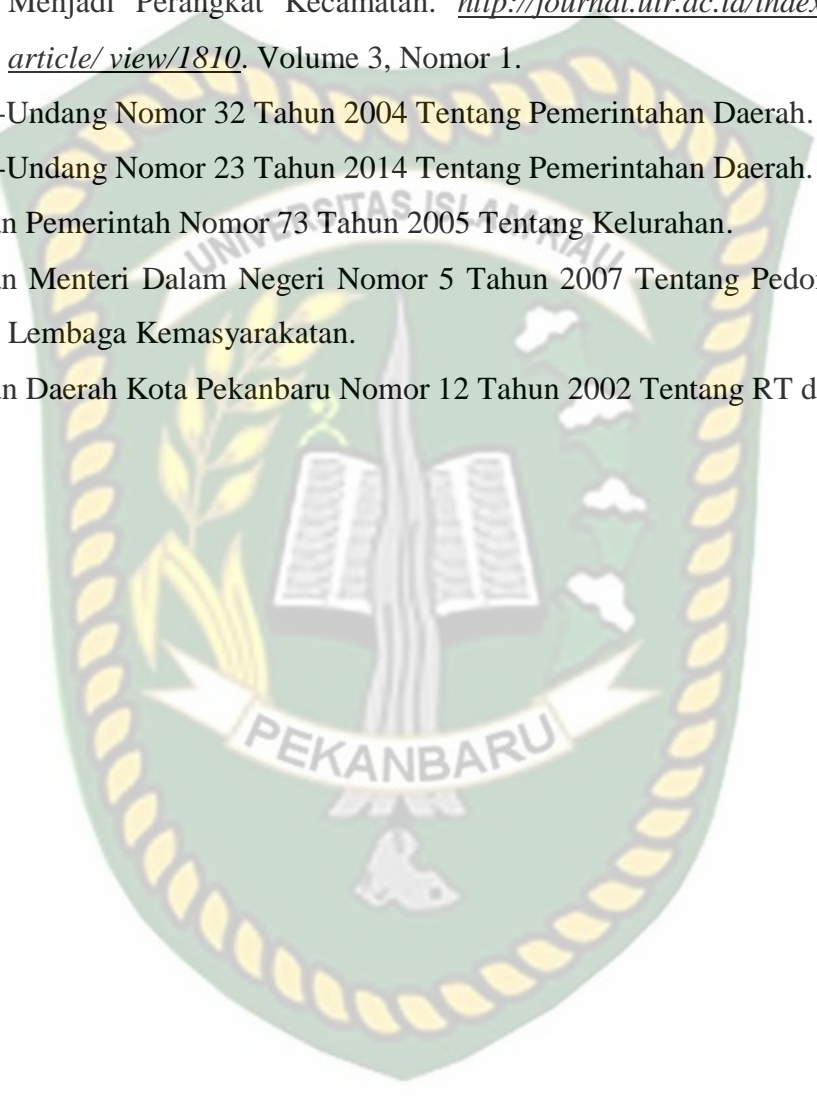 Menjadi Perangkat Kecamatan. http://journal.uir.ac.id/index
article/ view/1810. Volume 3, Nomor 1.
-Undang Nomor 32 Tahun 2004 Tentang Pemerintahan Daerah.
-Undang Nomor 23 Tahun 2014 Tentang Pemerintahan Daerah.
n Pemerintah Nomor 73 Tahun 2005 Tentang Kelurahan.
UNIVERSITAS ISLAM RIAU
n Menteri Dalam Negeri Nomor 5 Tahun 2007 Tentang Pedo
Lembaga Kemasyarakatan.
n Daerah Kota Pekanbaru Nomor 12 Tahun 2002 Tentang RT d
PEKANBARU